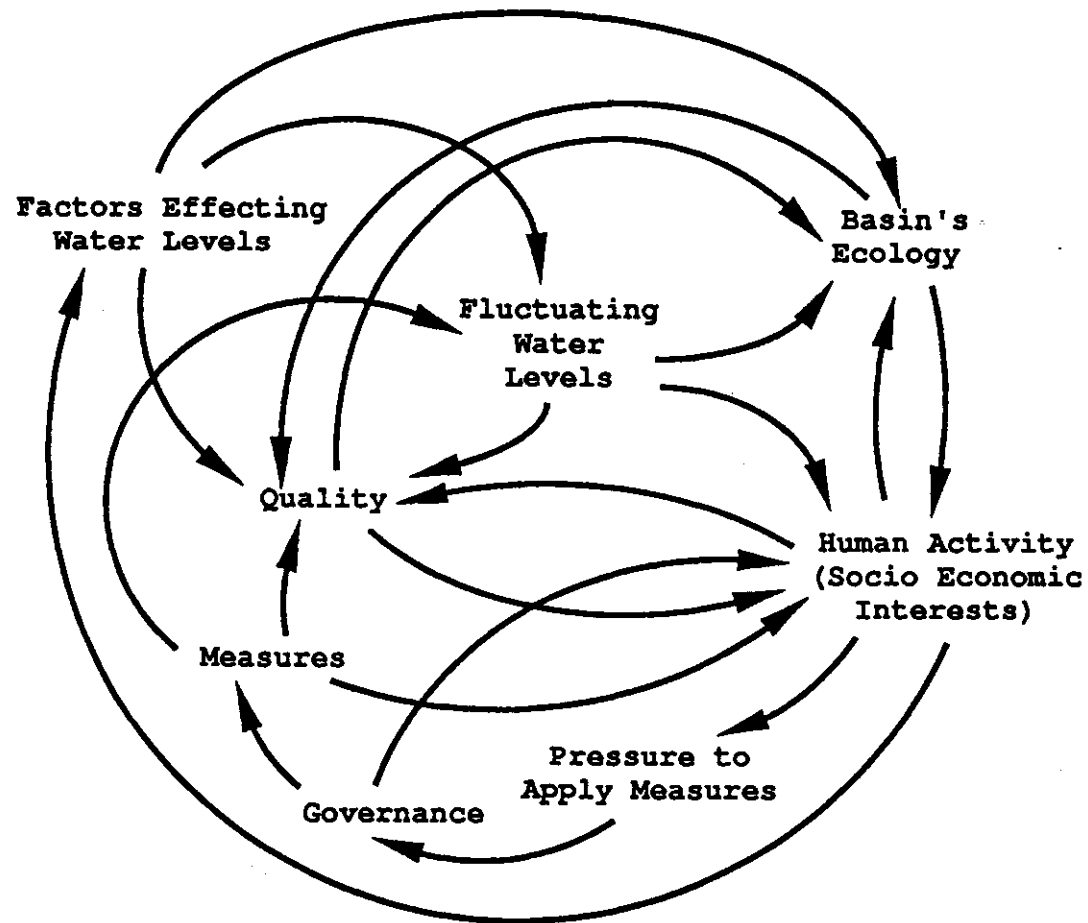 Factors Effecting
Water Levels
Basin's
Ecology
Fluctuating
Water
Levels
Quality
Human Activity
(Socio Economic
Interests)
Measures
Pressure to
Apply Measures
Governance